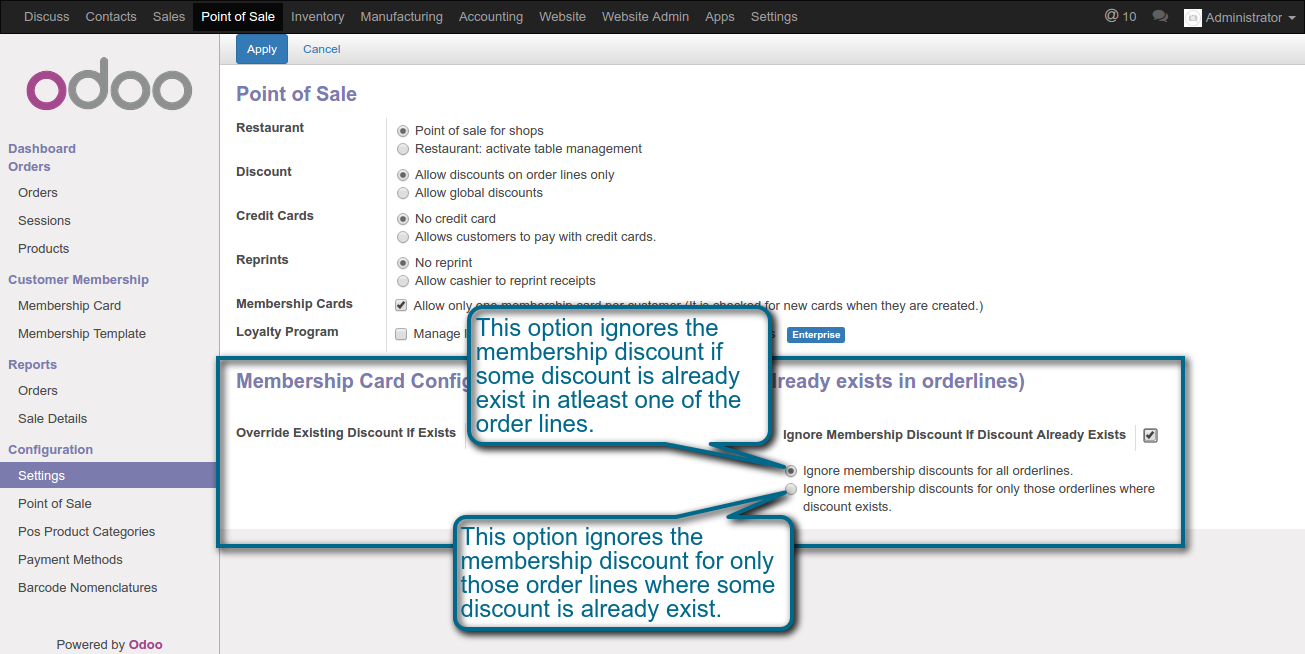 Discuss Contacts Sales Point of Sale Inventory Manufacturing Accounting Website Website Admin Apps Settings @ 10 Administrator
Apply Cancel
odoo
Dashboard
Orders
Orders
Sessions
Products
Customer Membership
Membership Card
Membership Template
Reports
Orders
Sale Details
Configuration
Settings
Point of Sale
Pos Product Categories
Payment Methods
Barcode Nomenclatures
Powered by Odoo
Point of Sale
Restaurant
Point of sale for shops
Restaurant: activate table management
Discount
Allow discounts on order lines only
Allow global discounts
Credit Cards
No credit card
Allows customers to pay with credit cards.
Reprints
No reprint
Allow cashier to reprint receipts
Membership Cards
Allow only one membership card per customer (It is checked for new cards when they are created.)
Loyalty Program
Manage Enterprise
Membership Card exists in orderlines)
Override Existing Discount If Exists
Ignore Membership Discount If Discount Already Exists
Ignore membership discounts for all orderlines.
Ignore membership discounts for only those orderlines where
discount exists.
This option ignores the
membership discount if
some discount is already
exist in atleast one of the
order lines.
This option ignores the
membership discount for only
those order lines where some
discount is already exist.